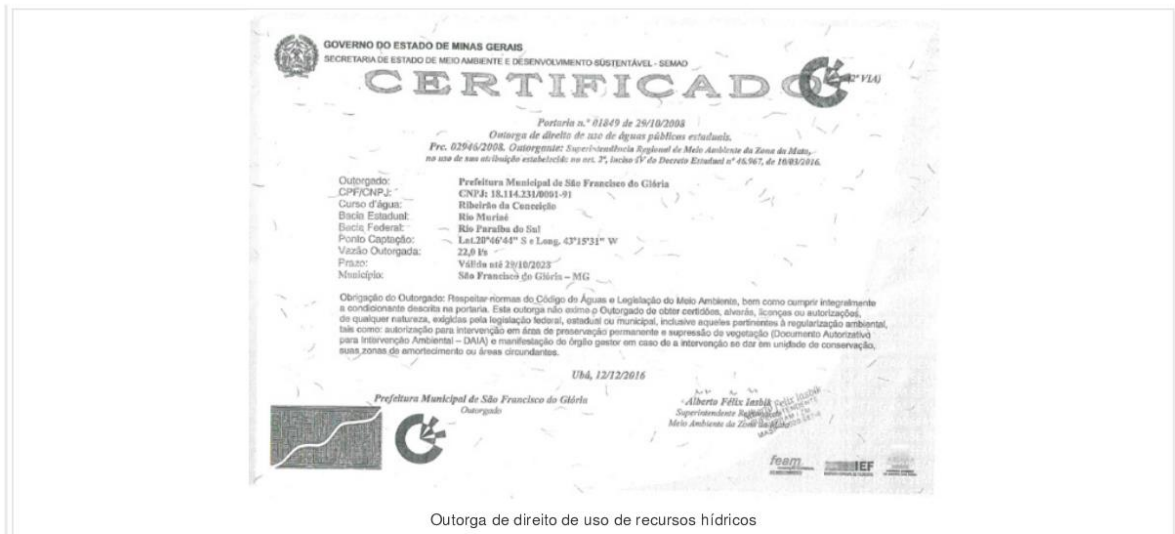 GOVERNO DO ESTADO DE MINAS GERAIS
SECRETARIA DE ESTADO DE MEIO AMBIENTE E DESENVOLVIMENTO SUSTENTÁVEL - SEMAD
CERTIFICADO
(2ª VIA)
Portaria n.º 01849 de 29/10/2008
Outorga de direito de uso de águas públicas estaduais.
Prc. 02946/2008. Outorgante: Superintendência Regional de Meio Ambiente da Zona da Mata,
no uso de sua atribuição estabelecida no art. 2º, inciso IV do Decreto Estadual nº 46.967, de 10/03/2016.
Outorgado: Prefeitura Municipal de São Francisco do Glória
CPF/CNPJ: CNPJ: 18.114.231/0001-91
Curso d'água: Ribeirão da Conceição
Bacia Estadual: Rio Muriaé
Bacia Federal: Rio Paraíba do Sul
Ponto Captação: Lat.20°46'44" S e Long. 43°15'31" W
Vazão Outorgada: 22,0 l/s
Prazo: Válida até 29/10/2023
Município: São Francisco do Glória – MG
Obrigação do Outorgado: Respeitar normas do Código de Águas e Legislação do Meio Ambiente, bem como cumprir integralmente
a condicionante descrita na portaria. Esta outorga não exime o Outorgado de obter certidões, alvarás, licenças ou autorizações,
de qualquer natureza, exigidas pela legislação federal, estadual ou municipal, inclusive aqueles pertinentes à regularização ambiental,
tais como: autorização para intervenção em área de preservação permanente e supressão de vegetação (Documento Autorizativo
para Intervenção Ambiental – DAIA) e manifestação do órgão gestor em caso de a intervenção se dar em unidade de conservação,
suas zonas de amortecimento ou áreas circundantes.
Ubá, 12/12/2016
Prefeitura Municipal de São Francisco do Glória
Outorgado
Alberto Félix Iasbik
Superintendente Regional de
Meio Ambiente da Zona da Mata
feam
IEF
Outorga de direito de uso de recursos hídricos